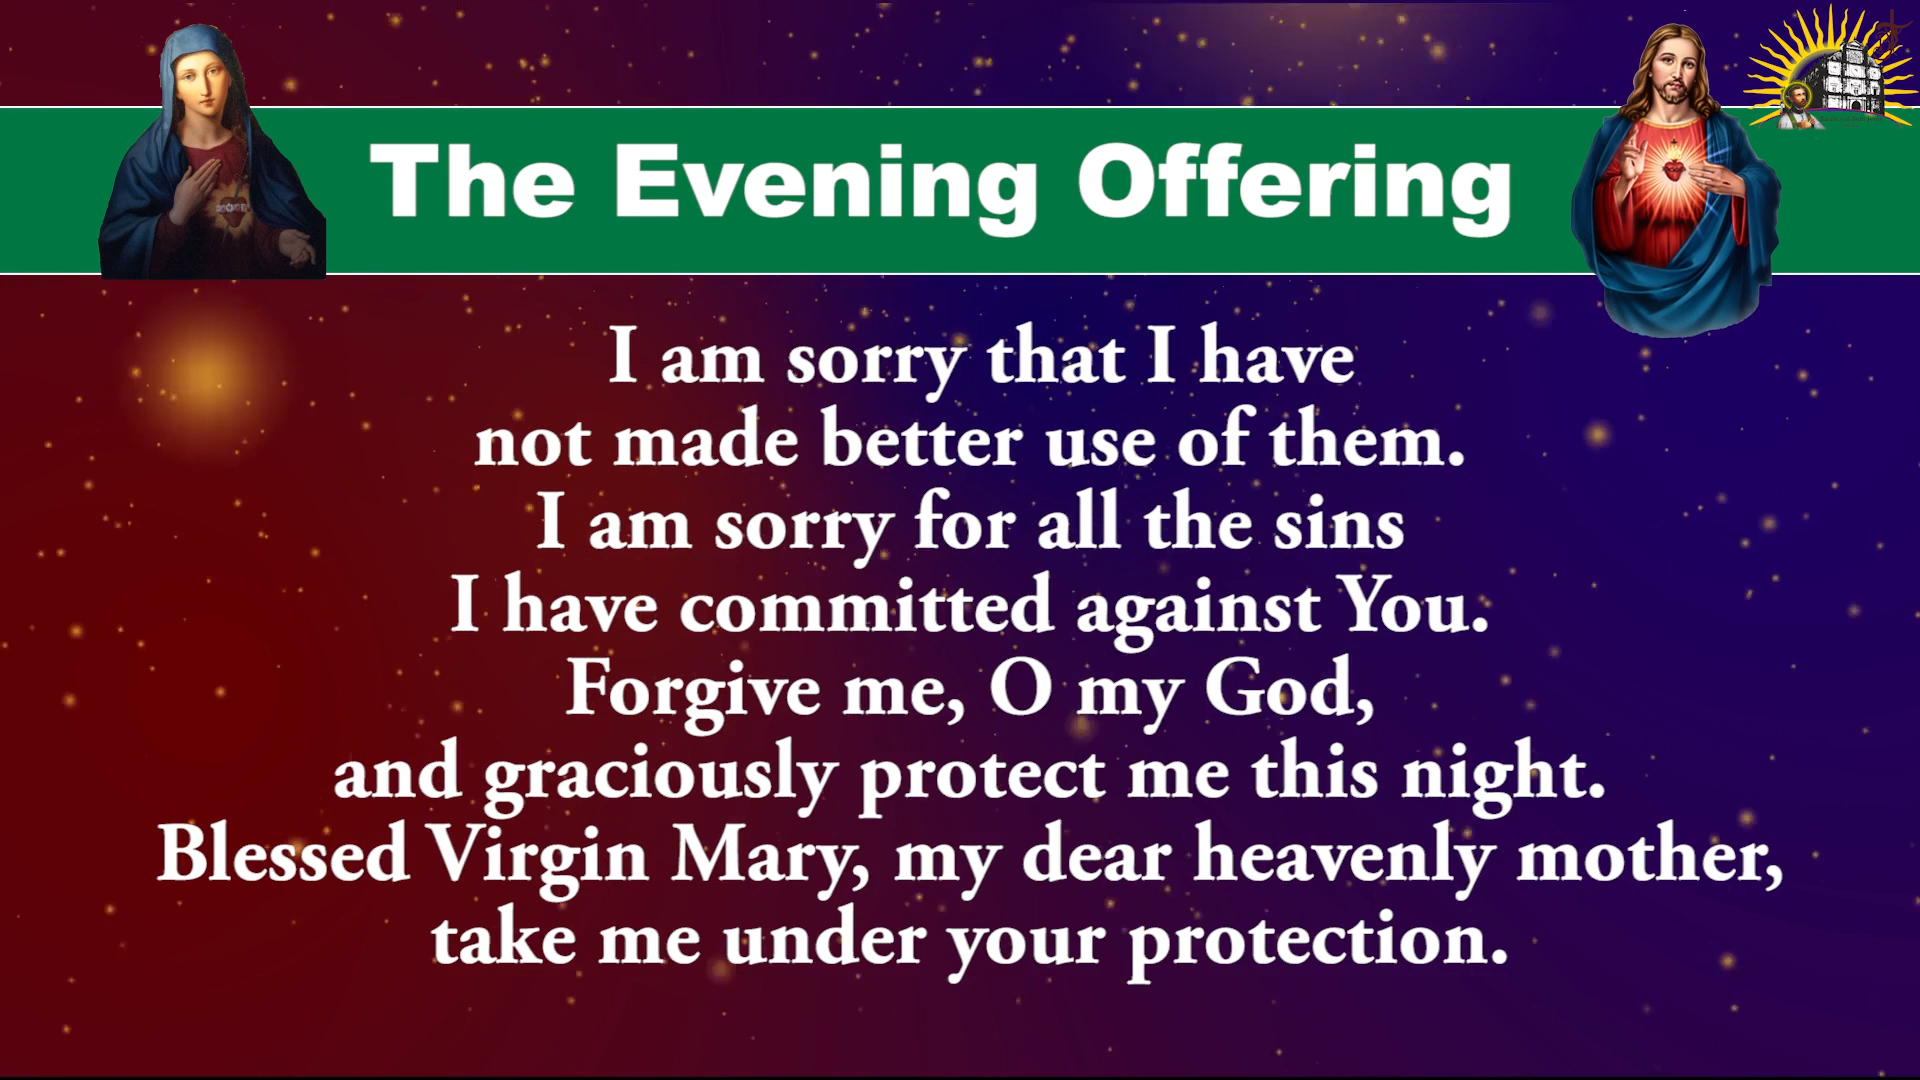 The Evening Offering
I am sorry that I have
not made better use of them.
I am sorry for all the sins
I have committed against You.
Forgive me, O my God,
and graciously protect me this night.
Blessed Virgin Mary, my dear heavenly mother,
take me under your protection.